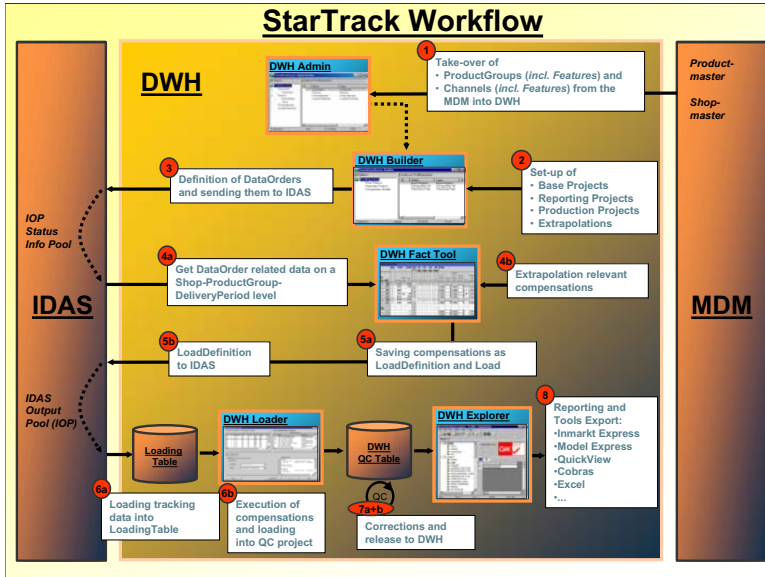 StarTrack Workflow
DWH
DWH Admin
1
Take-over of
• ProductGroups (incl. Features) and
• Channels (incl. Features) from the
MDM into DWH
Product-
master
Shop-
master
3
Definition of DataOrders
and sending them to IDAS
DWH Builder
2
Set-up of
• Base Projects
• Reporting Projects
• Production Projects
• Extrapolations
IOP
Status
Info Pool
4a
Get DataOrder related data on a
Shop-ProductGroup-
DeliveryPeriod level
DWH Fact Tool
4b
Extrapolation relevant
compensations
IDAS
MDM
5b
LoadDefinition
to IDAS
5a
Saving compensations as
LoadDefinition and Load
IDAS
Output
Pool (IOP)
Loading
Table
DWH Loader
DWH
QC Table
DWH Explorer
8
Reporting and
Tools Export:
•Inmarkt Express
•Model Express
•QuickView
•Cobras
•Excel
•...
6a
Loading tracking
data into
LoadingTable
6b
Execution of
compensations
and loading
into QC project
QC
7a+b
Corrections and
release to DWH